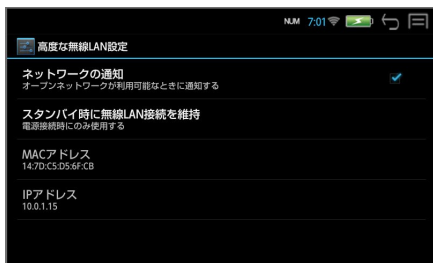 NUM 7:01
高度な無線LAN設定
ネットワークの通知
オープンネットワークが利用可能なときに通知する
スタンバイ時に無線LAN接続を維持
電源接続時にのみ使用する
MACアドレス
14:7D:C5:D5:6F:CB
IPアドレス
10.0.1.15